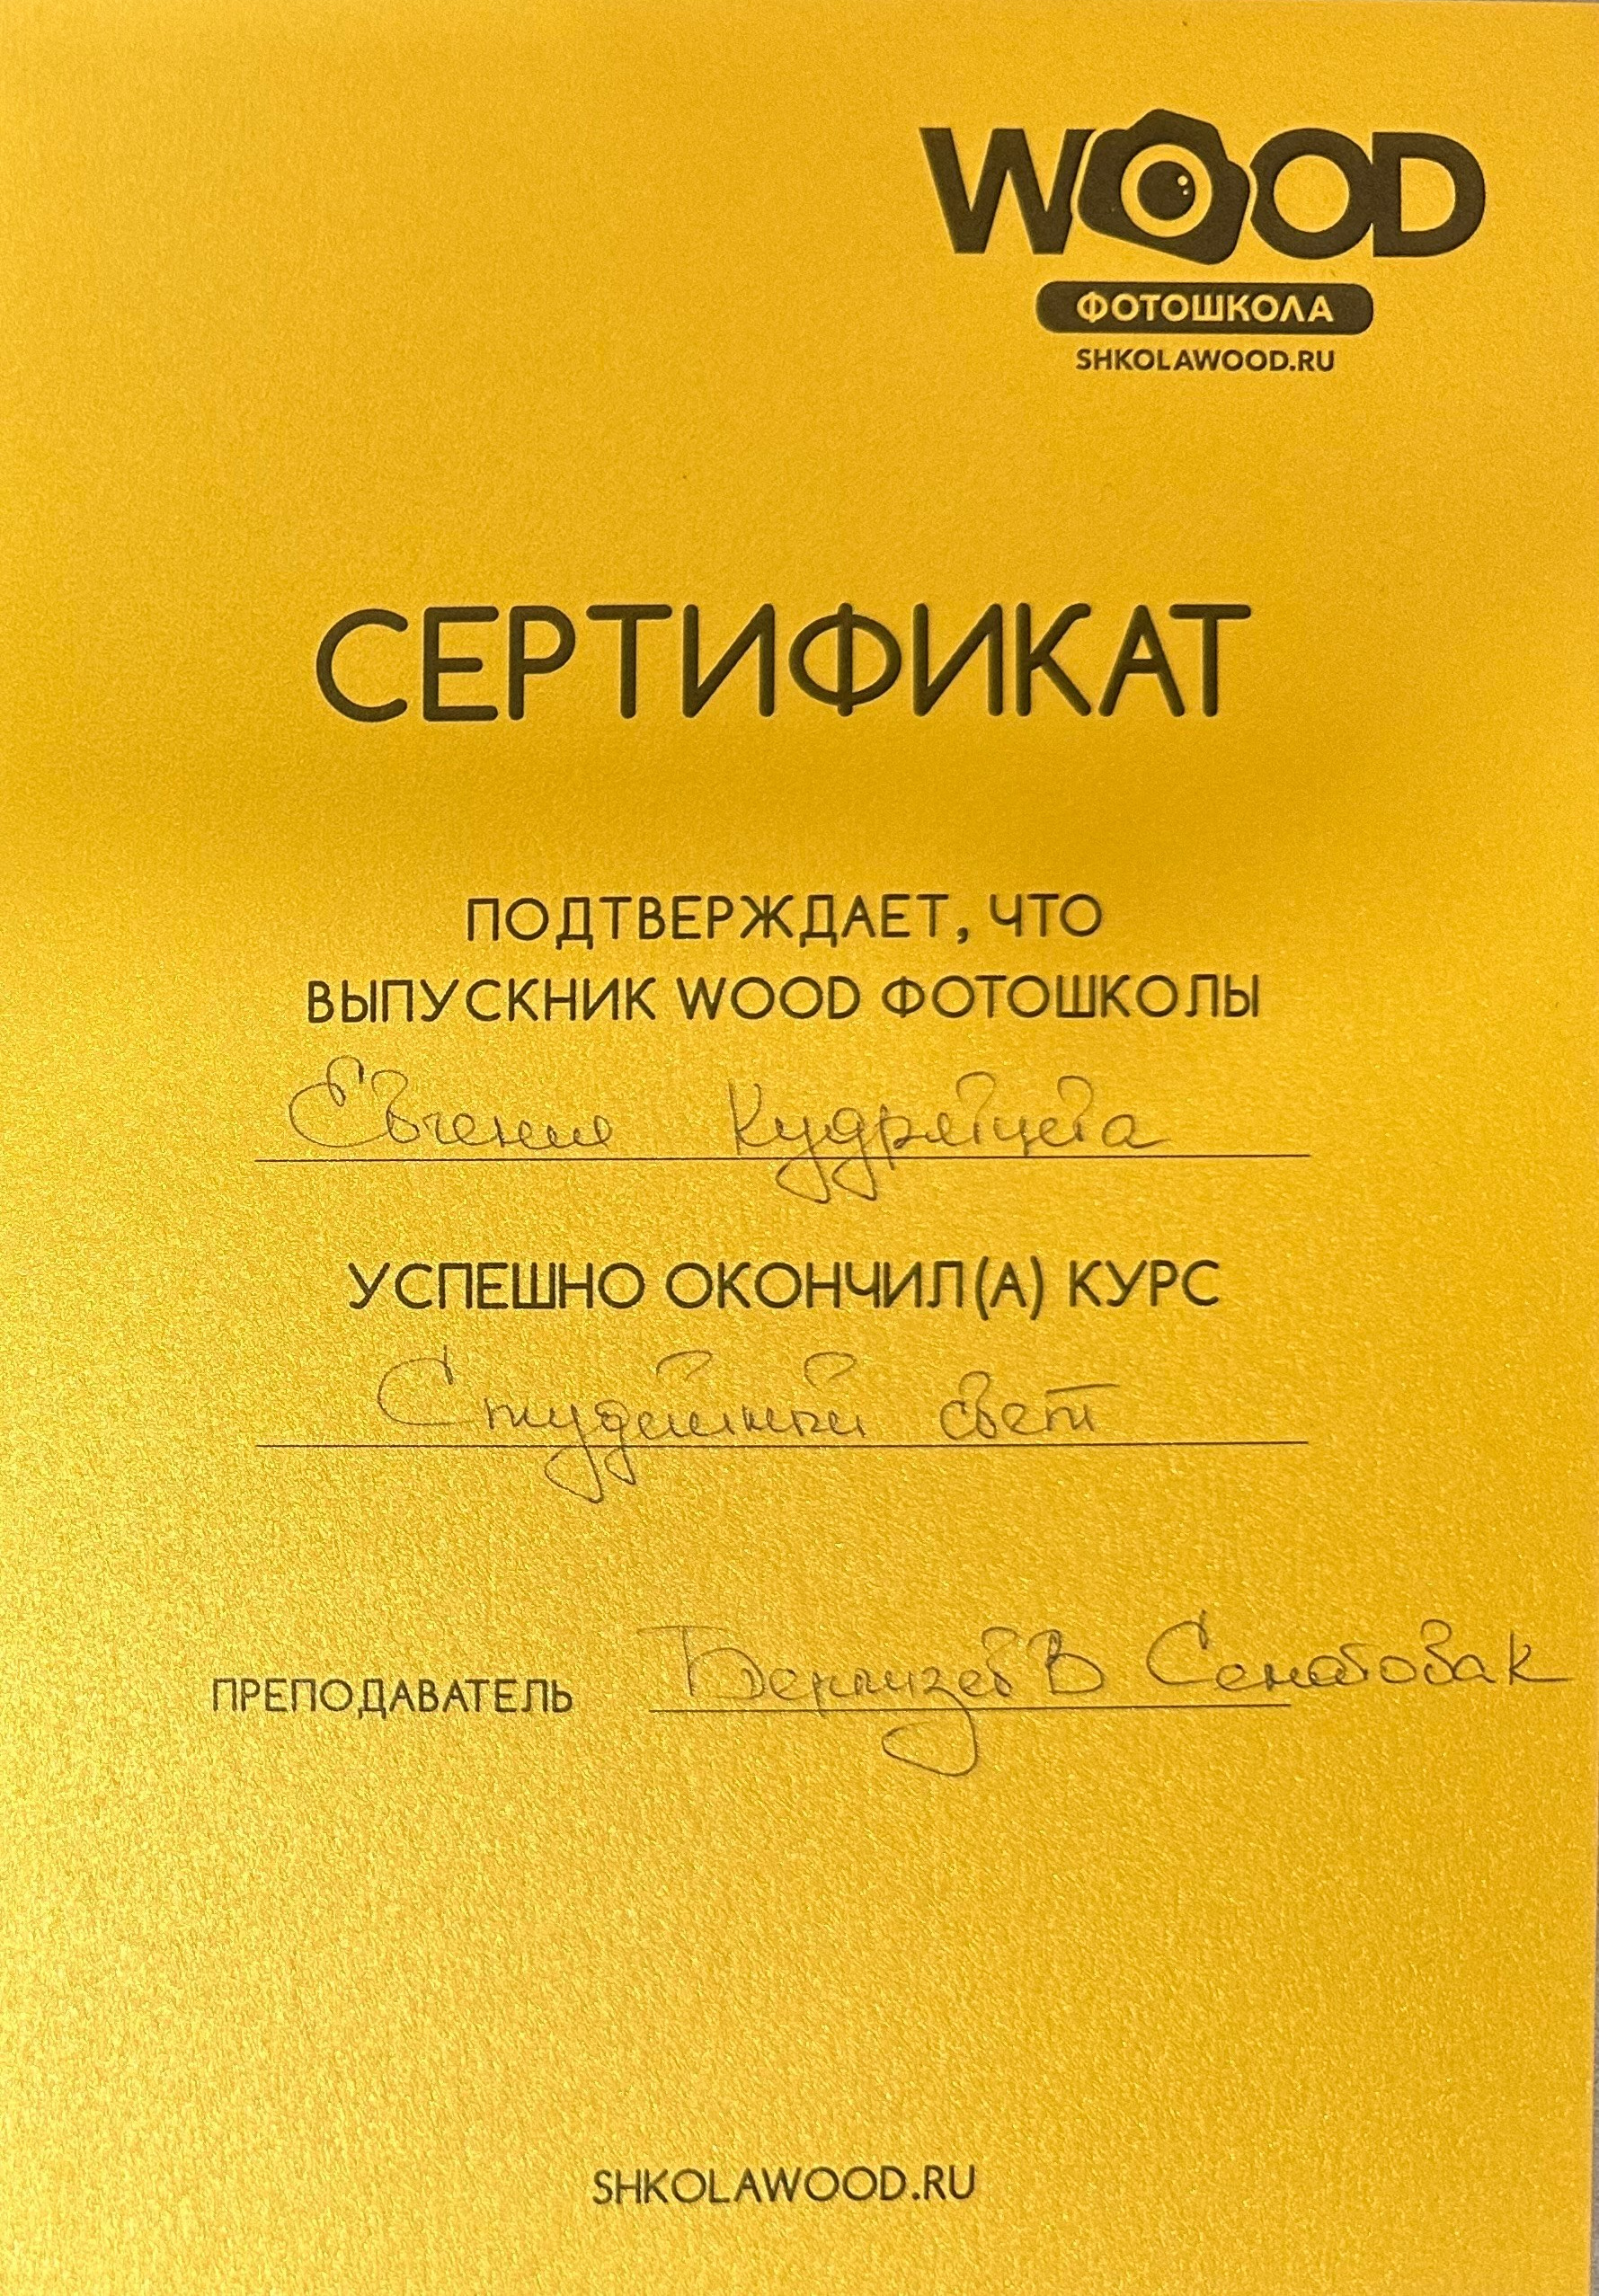 WOOD
ФОТОШКОЛА
SHKOLAWOOD.RU
СЕРТИФИКАТ
ПОДТВЕРЖДАЕТ, ЧТО
ВЫПУСКНИК WOOD ФОТОШКОЛЫ
Евгения Кудрявцева
УСПЕШНО ОКОНЧИЛ(А) КУРС
Студийный свет
ПРЕПОДАВАТЕЛЬ
SHKOLAWOOD.RU